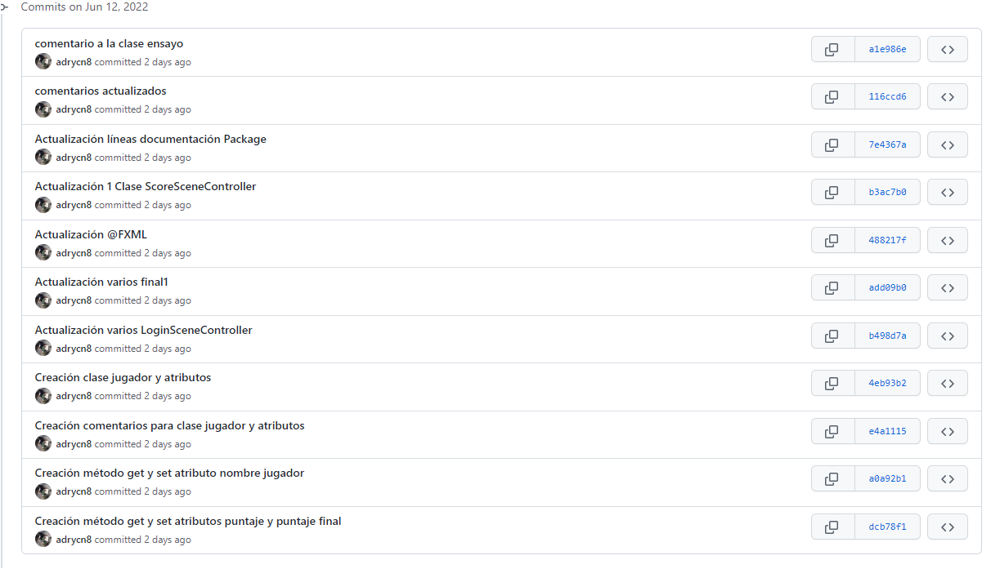 Commits on Jun 12, 2022
comentario a la clase ensayo
a1e986e
adrycn8 committed 2 days ago
comentarios actualizados
116ccd6
adrycn8 committed 2 days ago
Actualización líneas documentación Package
7e4367a
adrycn8 committed 2 days ago
Actualización 1 Clase ScoreSceneController
b3ac7b0
adrycn8 committed 2 days ago
Actualización @FXML
488217f
adrycn8 committed 2 days ago
Actualización varios final1
add09b0
adrycn8 committed 2 days ago
Actualización varios LoginSceneController
b498d7a
adrycn8 committed 2 days ago
Creación clase jugador y atributos
4eb93b2
adrycn8 committed 2 days ago
Creación comentarios para clase jugador y atributos
e4a1115
adrycn8 committed 2 days ago
Creación método get y set atributo nombre jugador
a0a92b1
adrycn8 committed 2 days ago
Creación método get y set atributos puntaje y puntaje final
dcb78f1
adrycn8 committed 2 days ago